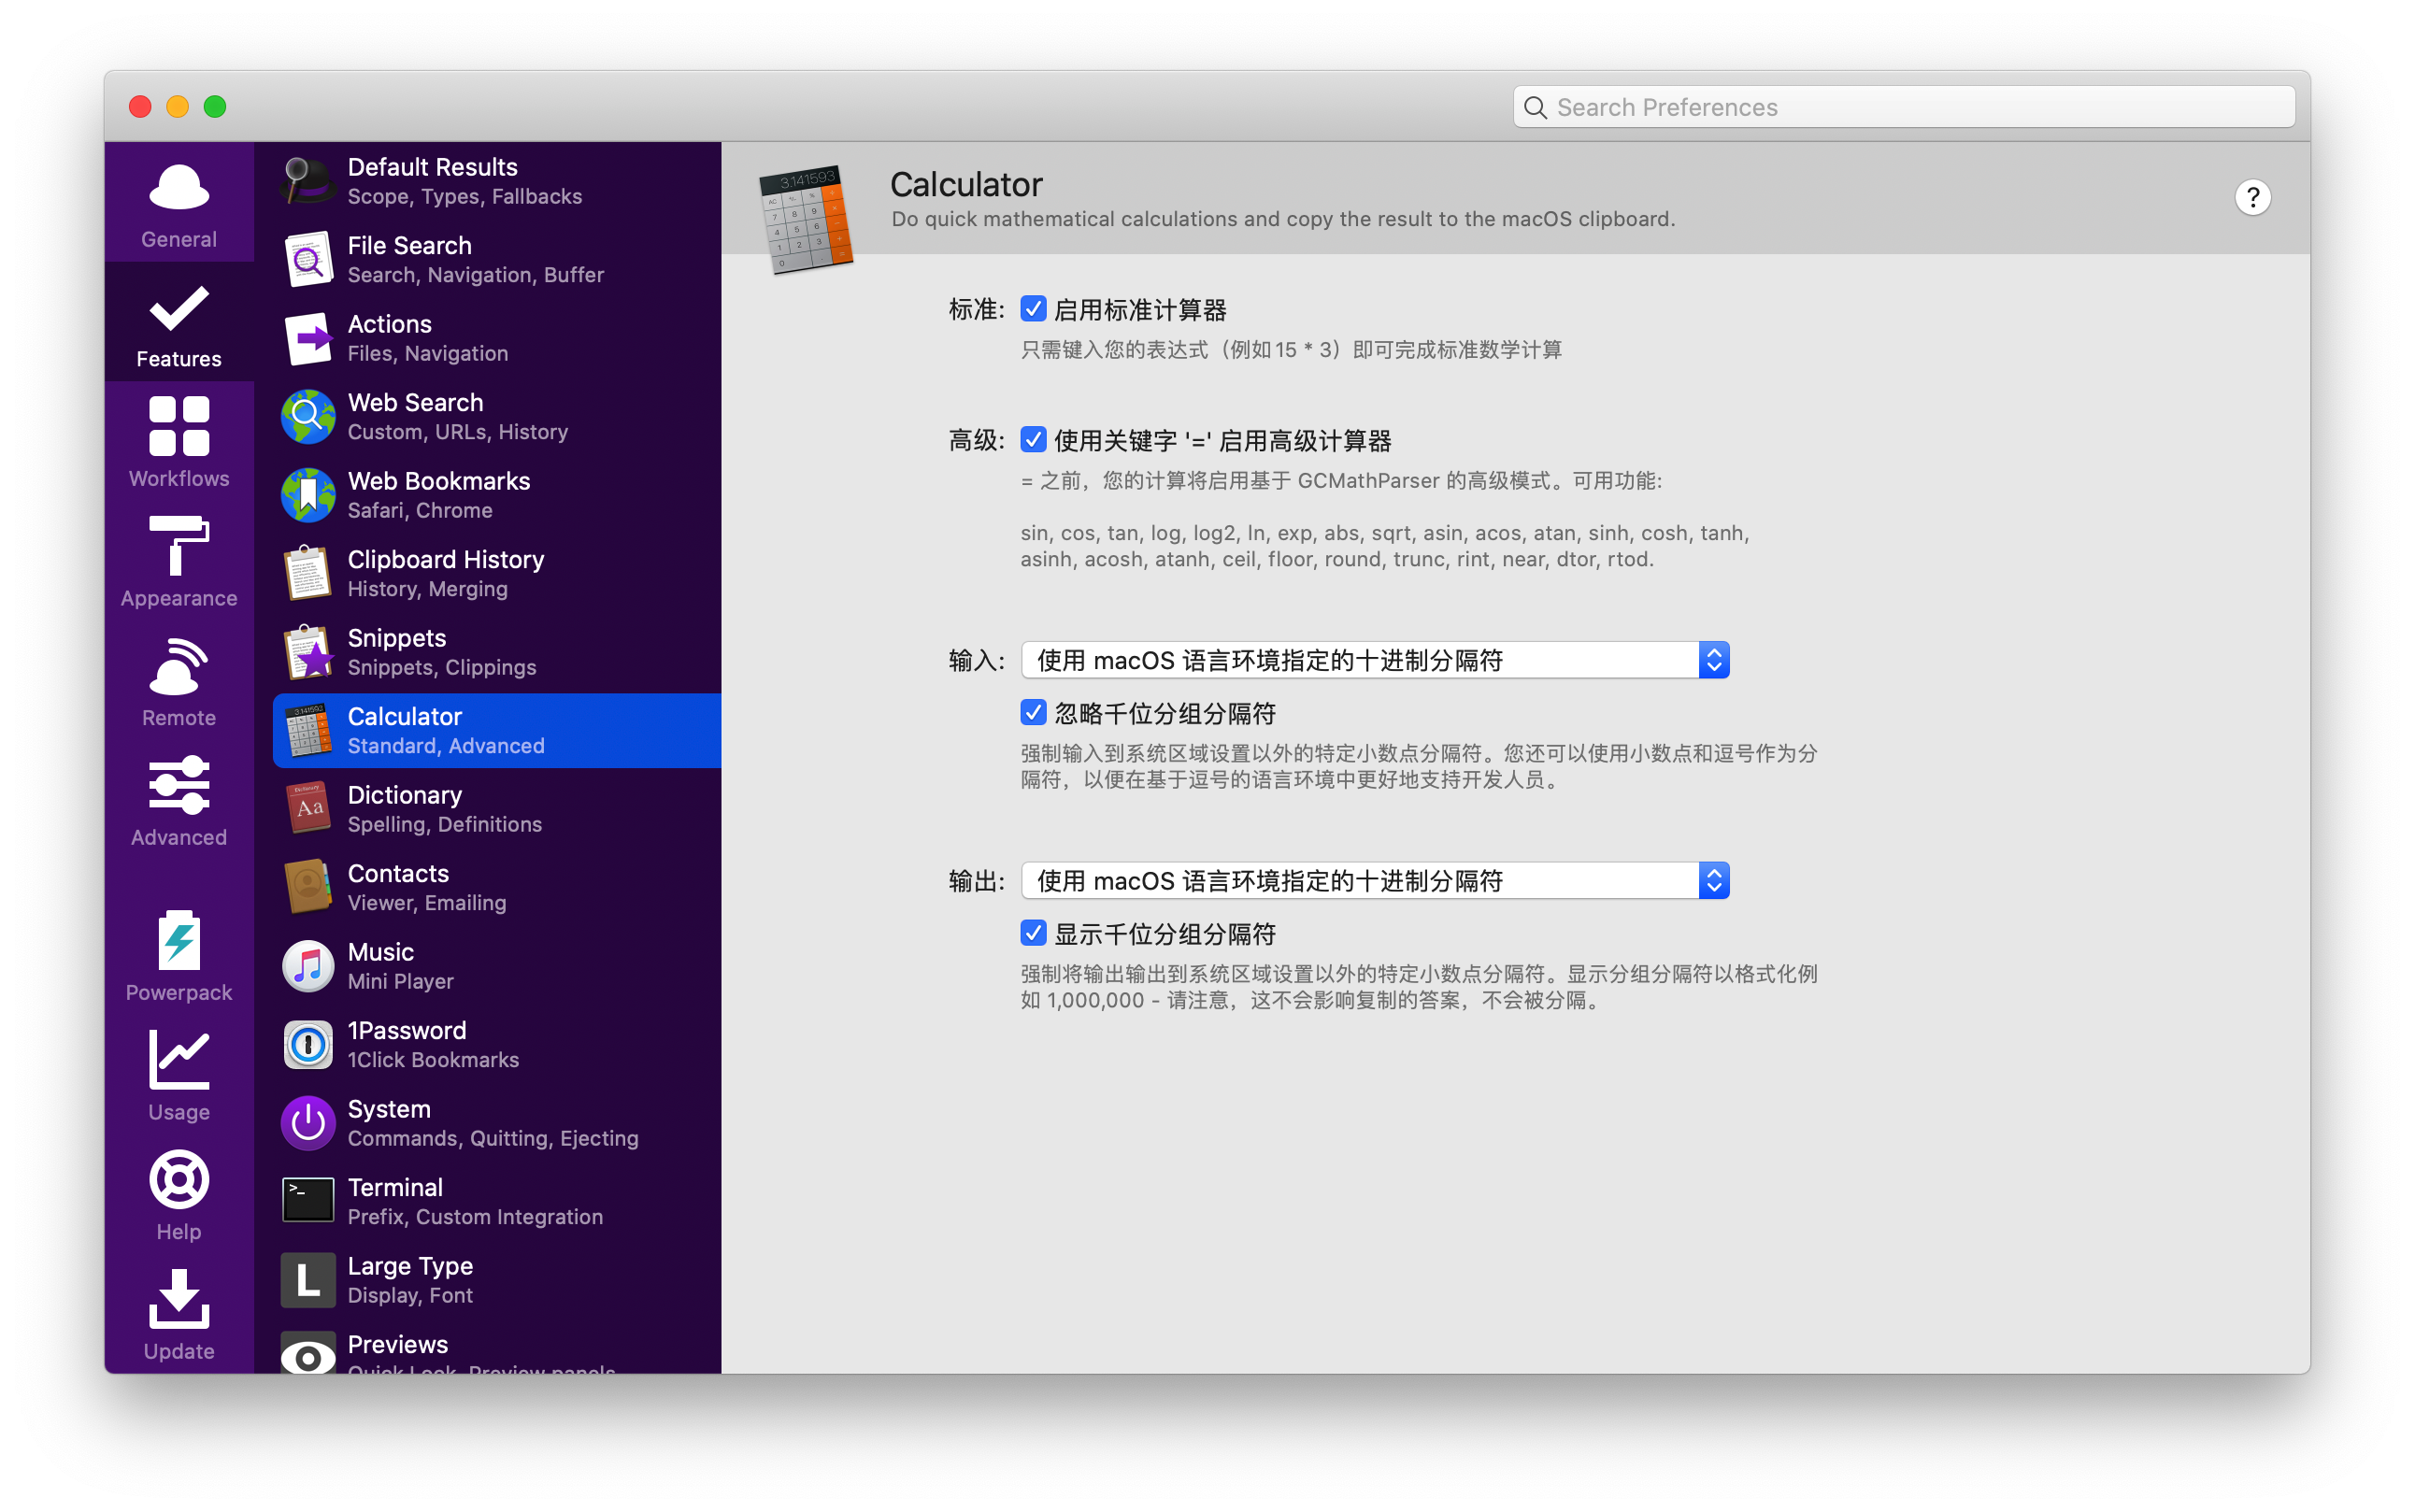 Search Preferences
General
Features
Workflows
Appearance
Remote
Advanced
Powerpack
Usage
Help
Update
Default Results
Scope, Types, Fallbacks
File Search
Search, Navigation, Buffer
Actions
Files, Navigation
Web Search
Custom, URLs, History
Web Bookmarks
Safari, Chrome
Clipboard History
History, Merging
Snippets
Snippets, Clippings
Calculator
Standard, Advanced
Dictionary
Spelling, Definitions
Contacts
Viewer, Emailing
Music
Mini Player
1Password
1Click Bookmarks
System
Commands, Quitting, Ejecting
Terminal
Prefix, Custom Integration
Large Type
Display, Font
Previews
Quick Look, Preview panels
Calculator
Do quick mathematical calculations and copy the result to the macOS clipboard.
?
标准: 启用标准计算器
只需键入您的表达式（例如 15 * 3）即可完成标准数学计算
高级: 使用关键字 '=' 启用高级计算器
= 之前，您的计算将启用基于 GCMathParser 的高级模式。可用功能:
sin, cos, tan, log, log2, ln, exp, abs, sqrt, asin, acos, atan, sinh, cosh, tanh,
asinh, acosh, atanh, ceil, floor, round, trunc, rint, near, dtor, rtod.
输入: 使用 macOS 语言环境指定的十进制分隔符
忽略千位分组分隔符
强制输入到系统区域设置以外的特定小数点分隔符。您还可以使用小数点和逗号作为分
隔符，以便在基于逗号的语言环境中更好地支持开发人员。
输出: 使用 macOS 语言环境指定的十进制分隔符
显示千位分组分隔符
强制将输出输出到系统区域设置以外的特定小数点分隔符。显示分组分隔符以格式化例
如 1,000,000 - 请注意，这不会影响复制的答案，不会被分隔。